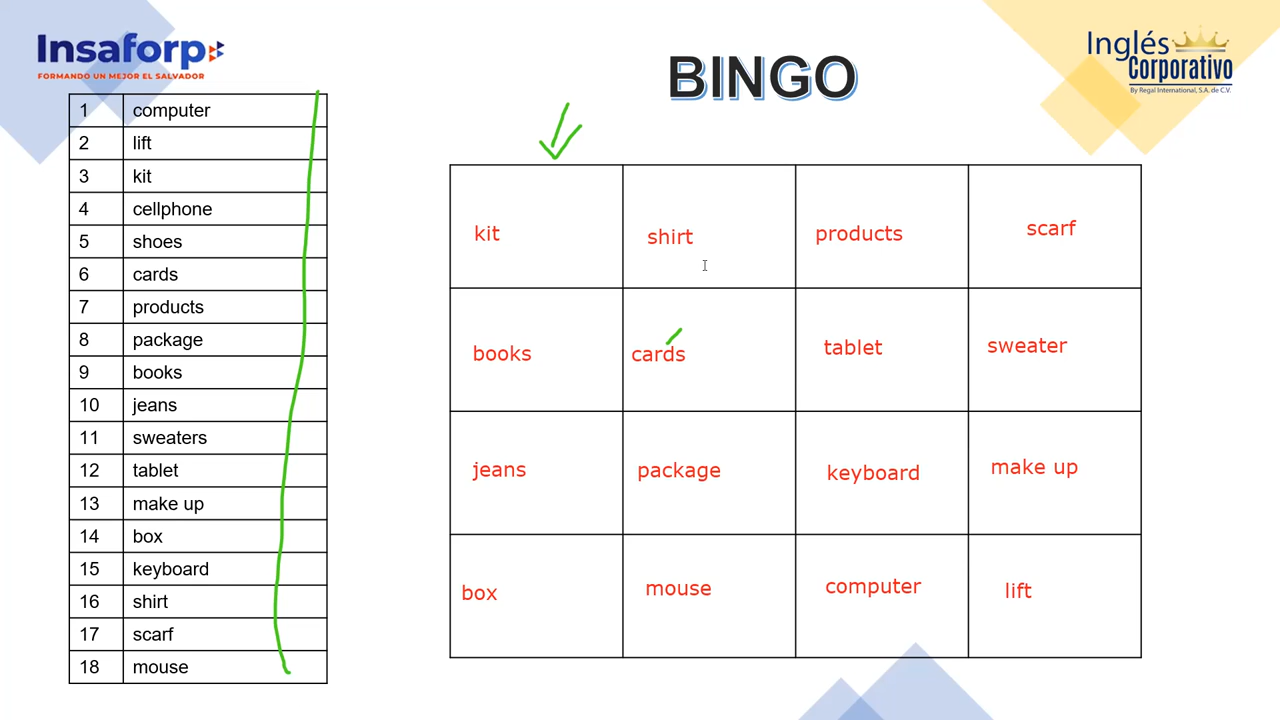 Insaforp
FORMANDO UN MEJOR EL SALVADOR
Inglés
Corporativo
By Regal International, S.A. de C.V.
BINGO
1 computer
2 lift
3 kit
4 cellphone
5 shoes
6 cards
7 products
8 package
9 books
10 jeans
11 sweaters
12 tablet
13 make up
14 box
15 keyboard
16 shirt
17 scarf
18 mouse
kit shirt products scarf
books cards tablet sweater
jeans package keyboard make up
box mouse computer lift